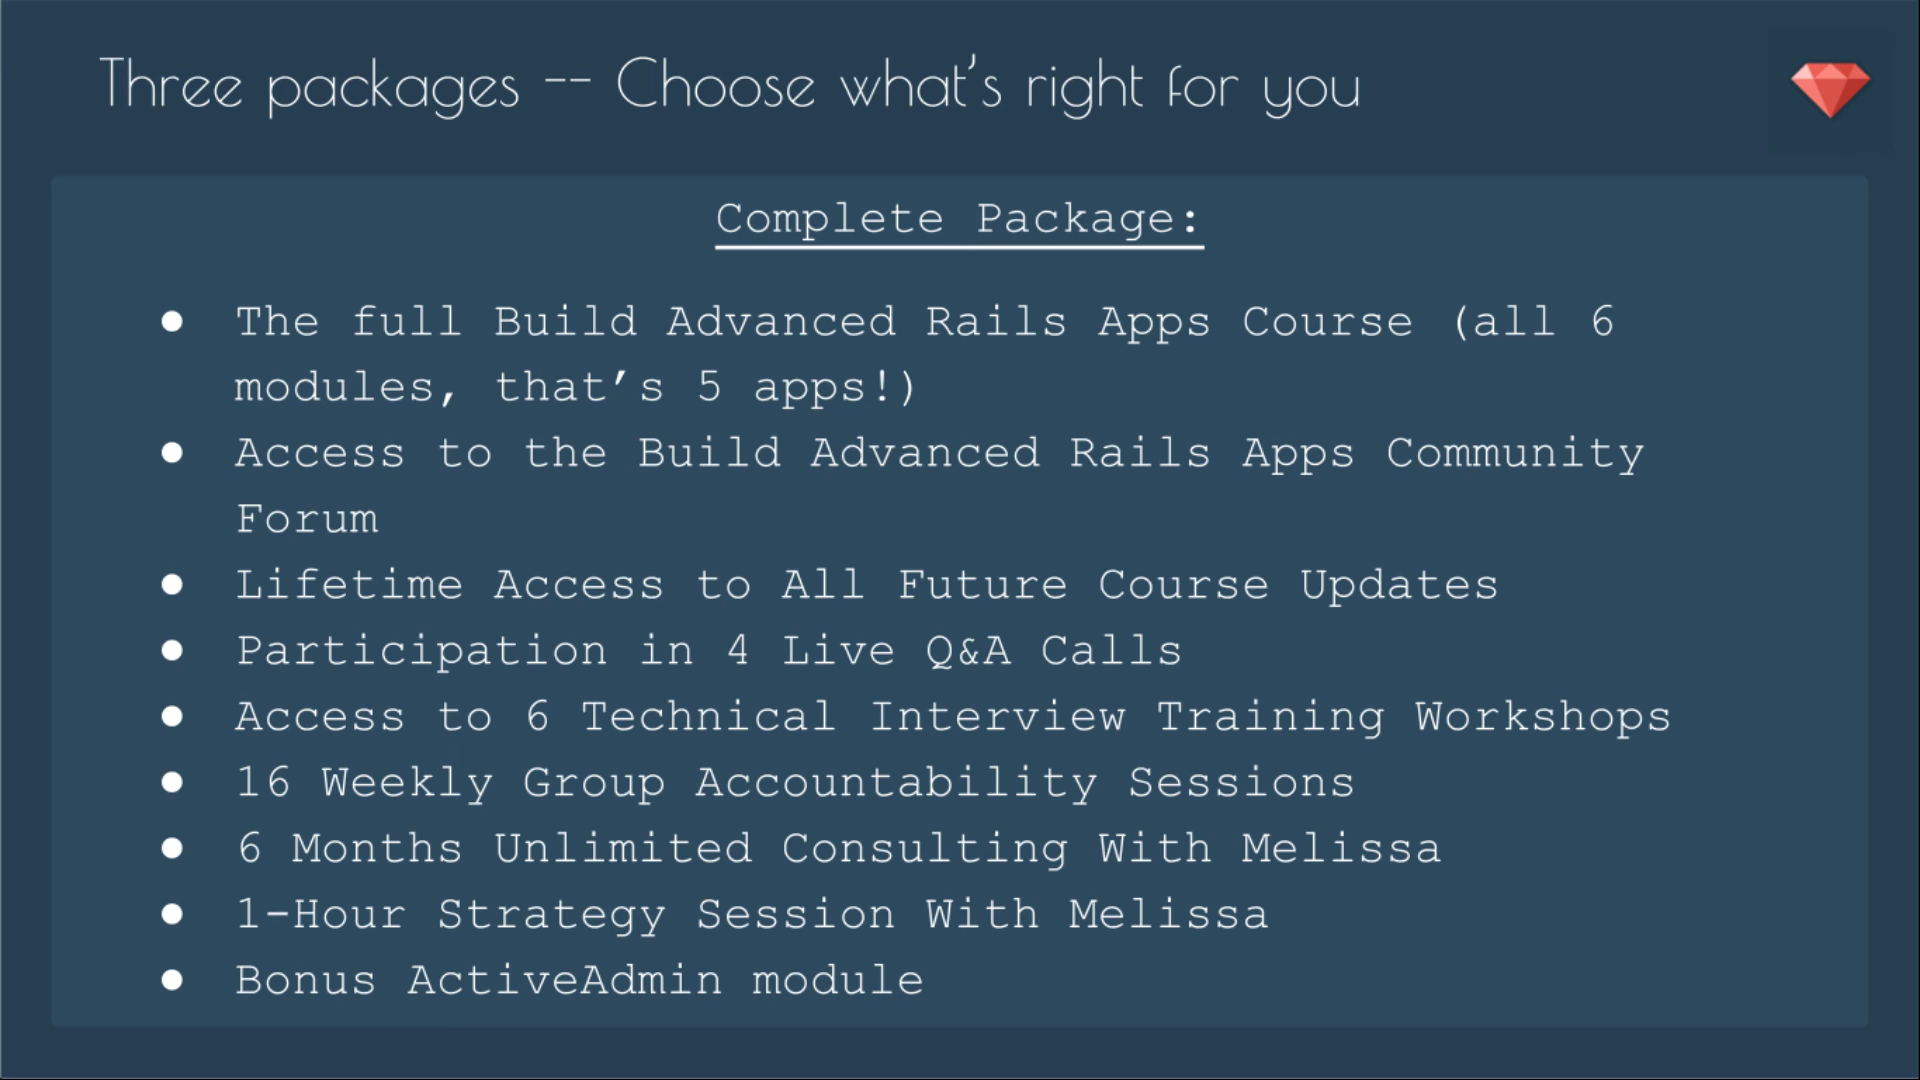 Three packages -- Choose what's right for you
Complete Package:
● The full Build Advanced Rails Apps Course (all 6
modules, that’s 5 apps!)
● Access to the Build Advanced Rails Apps Community
Forum
● Lifetime Access to All Future Course Updates
● Participation in 4 Live Q&A Calls
● Access to 6 Technical Interview Training Workshops
● 16 Weekly Group Accountability Sessions
● 6 Months Unlimited Consulting With Melissa
● 1-Hour Strategy Session With Melissa
● Bonus ActiveAdmin module